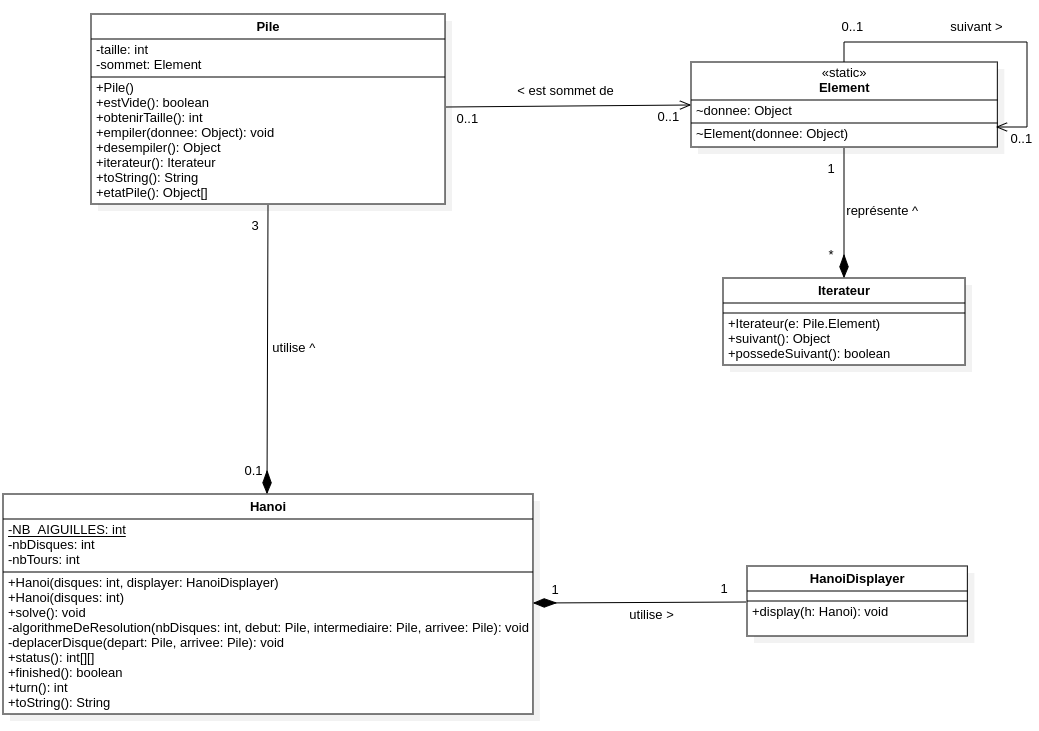 Pile
-taille: int
-sommet: Element
+Pile()
+estVide(): boolean
+obtenirTaille(): int
+empiler(donnee: Object): void
+desempiler(): Object
+iterateur(): Iterateur
+toString(): String
+etatPile(): Object[]
< est sommet de
0..1
0..1
0..1
suivant >
«static»
Element
~donnee: Object
~Element(donnee: Object)
0..1
1
représente ^
*
Iterateur
+Iterateur(e: Pile.Element)
+suivant(): Object
+possedeSuivant(): boolean
3
utilise ^
0.1
Hanoi
-NB_AIGUILLES: int
-nbDisques: int
-nbTours: int
+Hanoi(disques: int, displayer: HanoiDisplayer)
+Hanoi(disques: int)
+solve(): void
-algorithmeDeResolution(nbDisques: int, debut: Pile, intermediaire: Pile, arrivee: Pile): void
-deplacerDisque(depart: Pile, arrivee: Pile): void
+status(): int[][]
+finished(): boolean
+turn(): int
+toString(): String
1
1
utilise >
HanoiDisplayer
+display(h: Hanoi): void